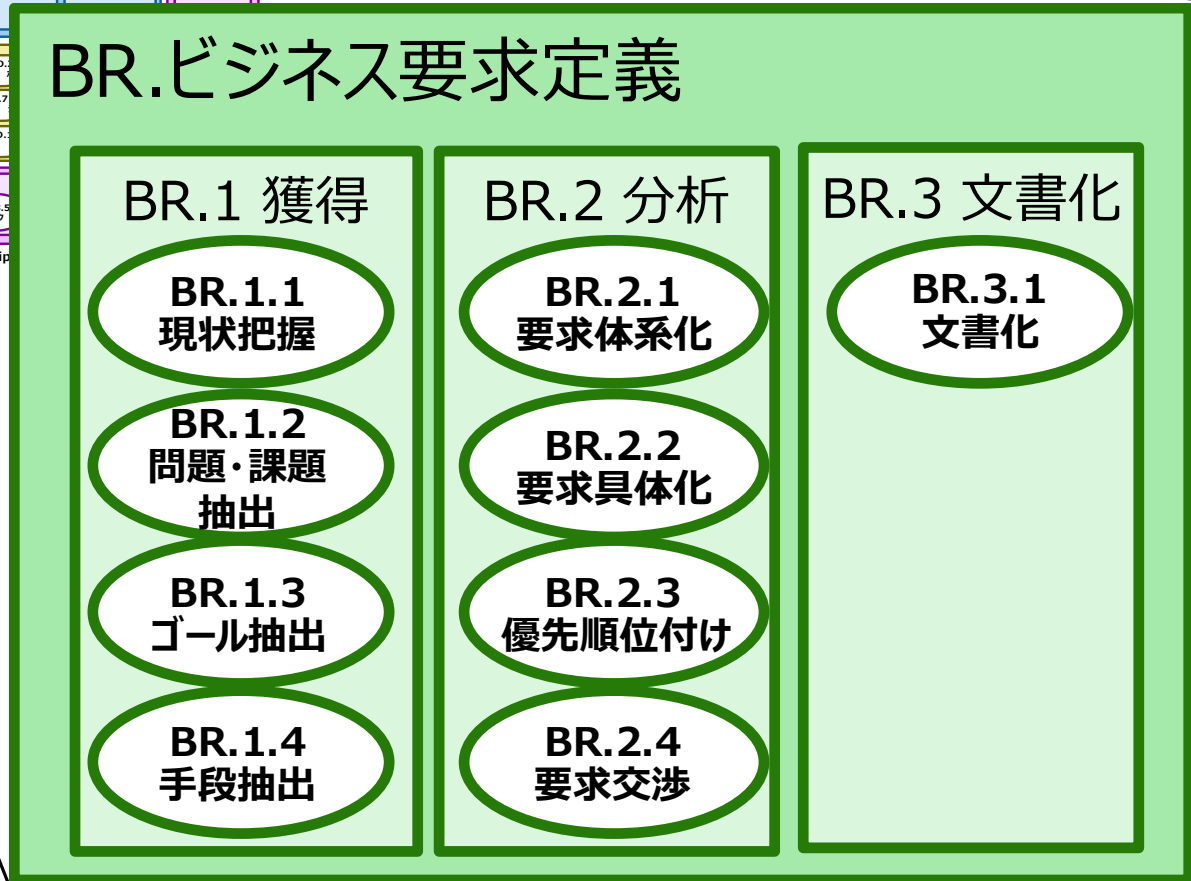 BR.ビジネス要求定義
BR.1 獲得
BR.1.1
現状把握
BR.1.2
問題・課題
抽出
BR.1.3
ゴール抽出
BR.1.4
手段抽出
BR.2 分析
BR.2.1
要求体系化
BR.2.2
要求具体化
BR.2.3
優先順位付け
BR.2.4
要求交渉
BR.3 文書化
BR.3.1
文書化